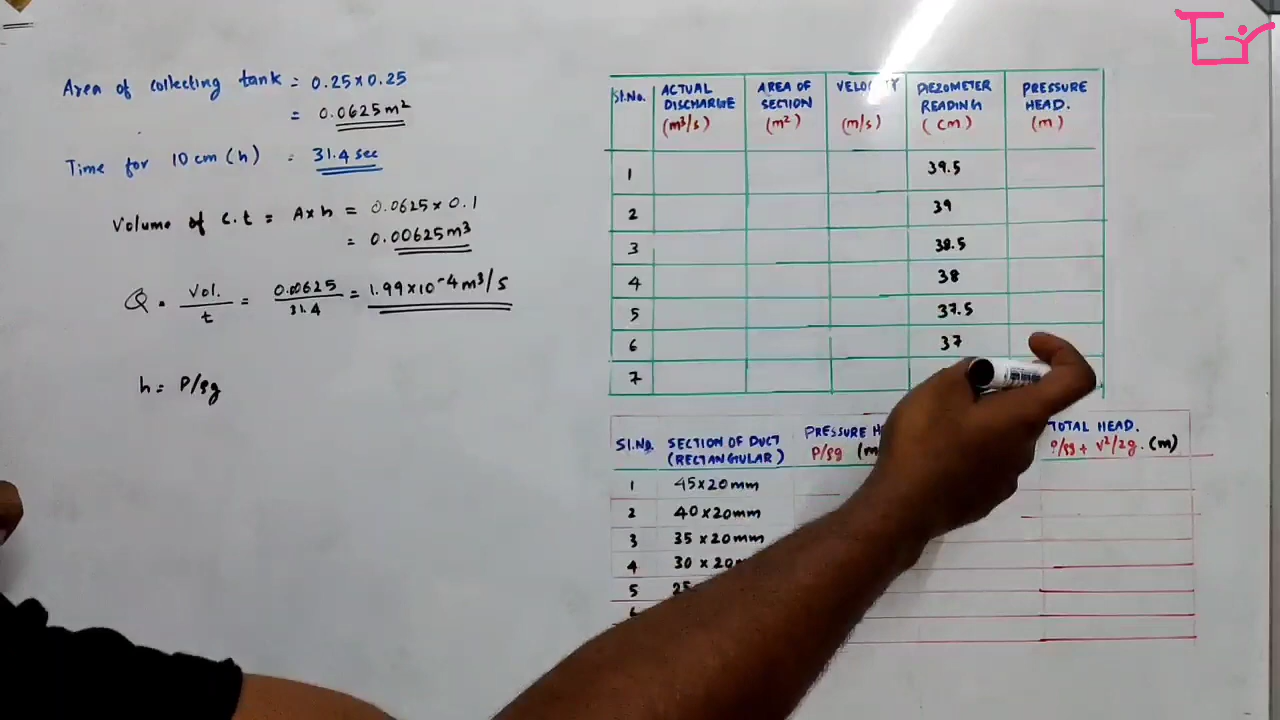 Area of collecting tank = 0.25 x 0.25
= 0.0625 m²
Time for 10 cm (h) = 31.4 sec
Volume of C.t = A x h = 0.0625 x 0.1
= 0.00625 m³
Q = Vol./t = 0.00625/31.4 = 1.99 x 10⁻⁴ m³/s
h = P/ρg
Sl.No. ACTUAL DISCHARGE (m³/s) AREA OF SECTION (m²) (m/s) PIEZOMETER READING (cm) PRESSURE HEAD. (m)
1 39.5
2 39
3 38.5
4 38
5 37.5
6 37
7
Sl.No. SECTION OF DUCT (RECTANGULAR) PRESSURE P/ρg TOTAL HEAD. P/ρg + V²/2g. (m)
1 45 x 20mm
2 40 x 20mm
3 35 x 20mm
4 30 x 20
5